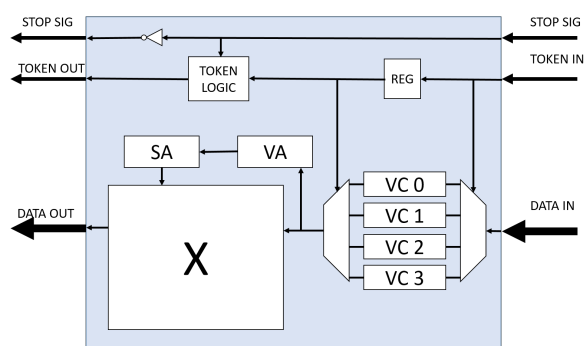 STOP SIG
STOP SIG
TOKEN OUT
TOKEN
LOGIC
REG
TOKEN IN
SA
VA
VC 0
VC 1
VC 2
VC 3
DATA OUT
X
DATA IN